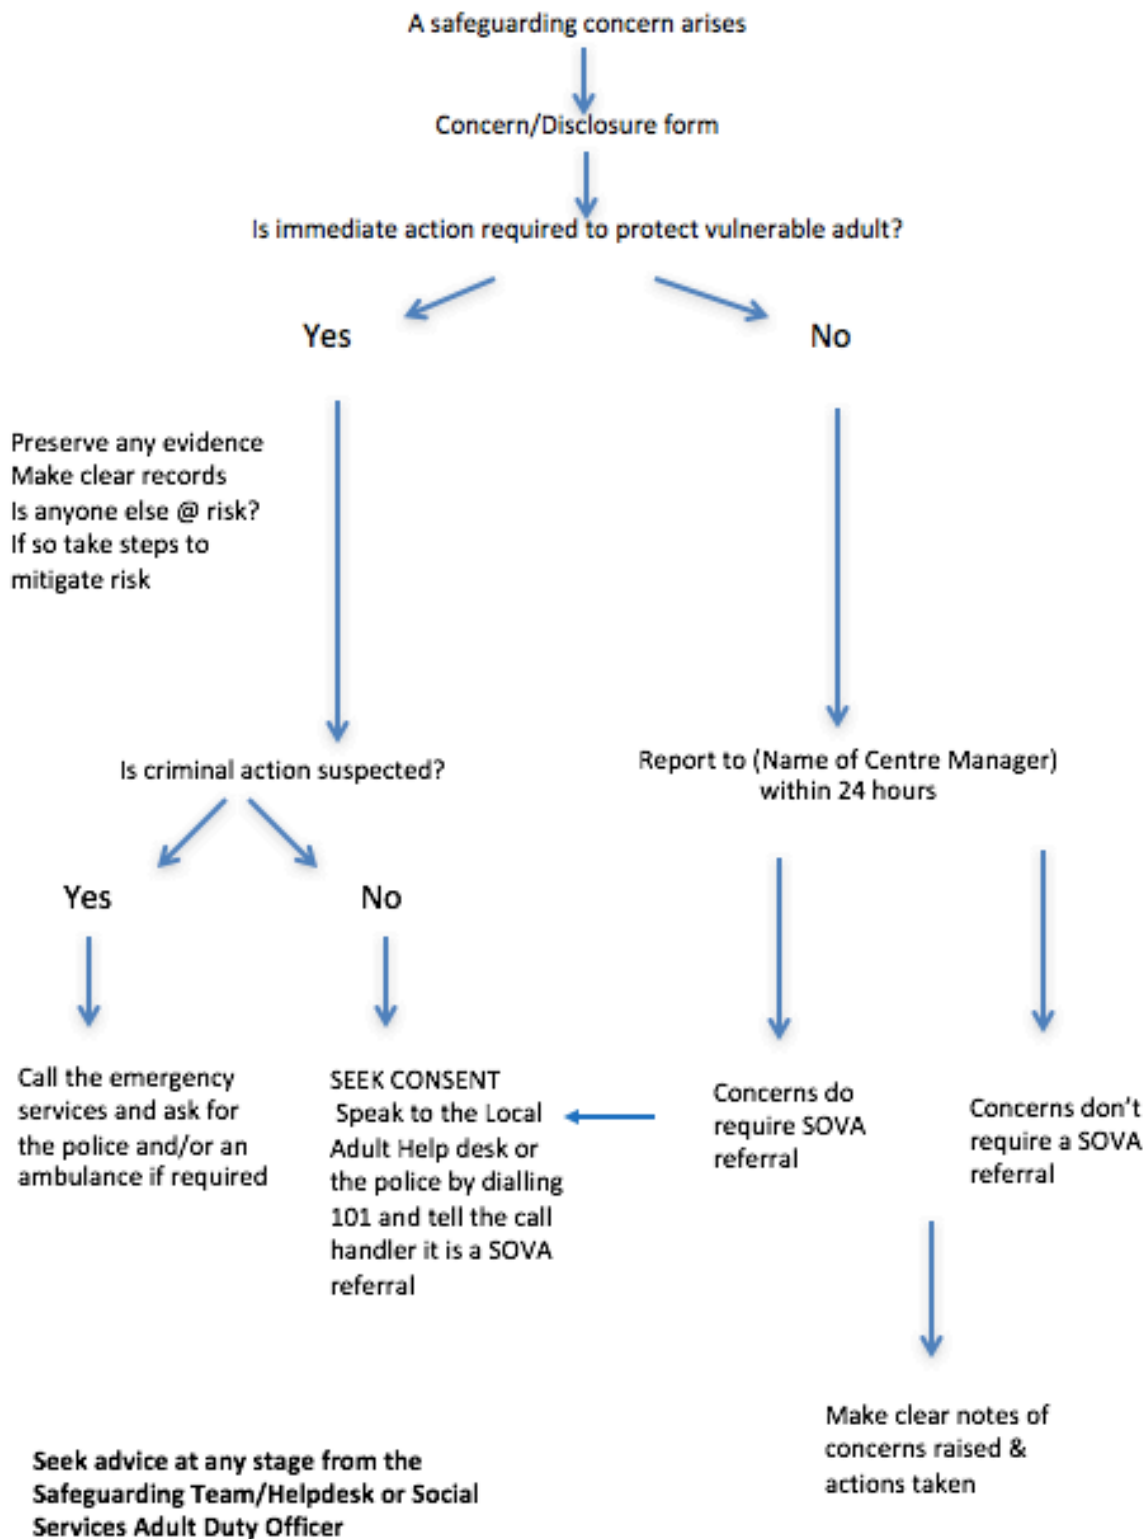 A safeguarding concern arises
Concern/Disclosure form
Is immediate action required to protect vulnerable adult?
Yes
No
Preserve any evidence
Make clear records
Is anyone else @ risk?
If so take steps to
mitigate risk
Is criminal action suspected?
Report to (Name of Centre Manager)
within 24 hours
Yes
No
Call the emergency
services and ask for
the police and/or an
ambulance if required
SEEK CONSENT
Speak to the Local
Adult Help desk or
the police by dialling
101 and tell the call
handler it is a SOVA
referral
Concerns do
require SOVA
referral
Concerns don't
require a SOVA
referral
Make clear notes of
concerns raised &
actions taken
Seek advice at any stage from the
Safeguarding Team/Helpdesk or Social
Services Adult Duty Officer